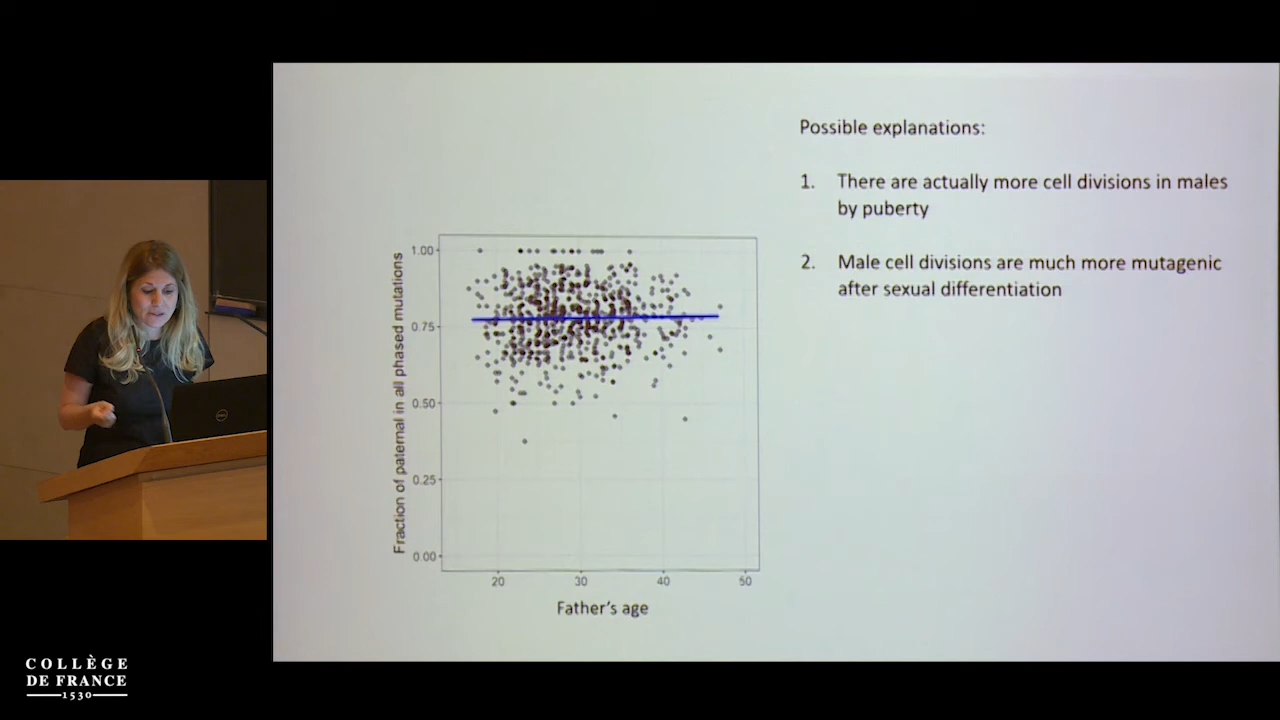 Possible explanations:
1. There are actually more cell divisions in males
by puberty
2. Male cell divisions are much more mutagenic
after sexual differentiation
Fraction of paternal in all phased mutations
1.00
0.75
0.50
0.25
0.00
20 30 40 50
Father's age
COLLÈGE
DE FRANCE
1530